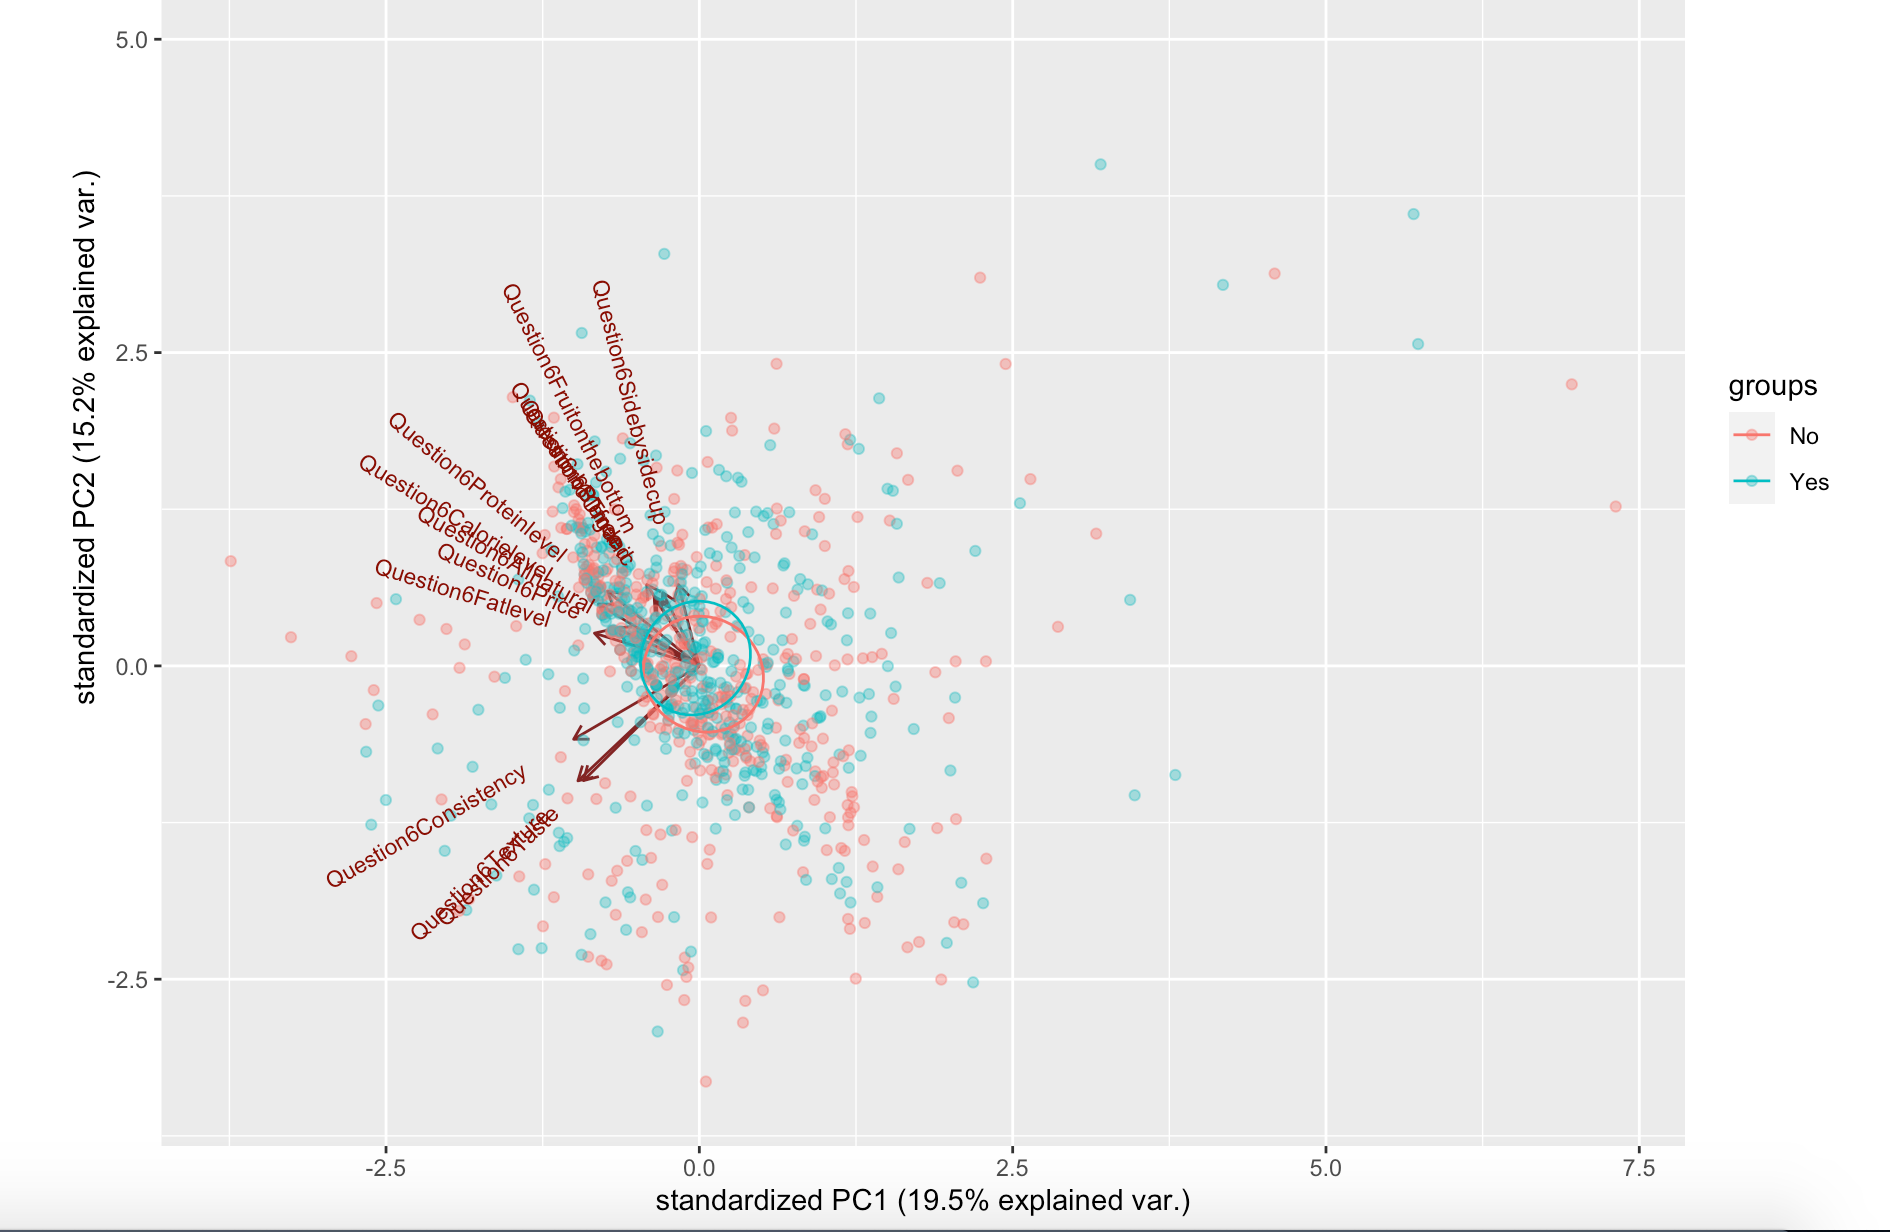 5.0
2.5
0.0
-2.5
standardized PC2 (15.2% explained var.)
Question6Sidebysidecup
Question6Fruitonthebottom
Question6Proteinlevel
Question6Calorielevel
Question6Allnatural
Question6Price
Question6Fatlevel
Question6Consistency
Question6Texture
Question6Taste
-2.5
0.0
2.5
5.0
7.5
standardized PC1 (19.5% explained var.)
groups
No
Yes